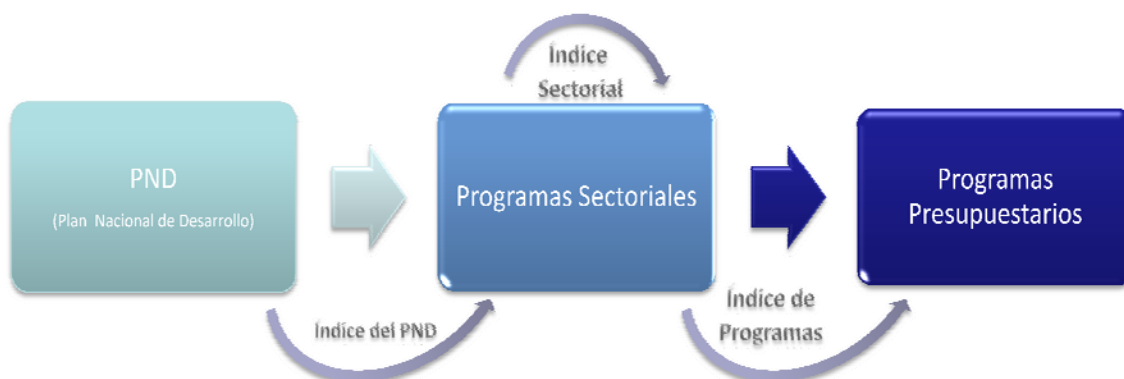 Índice
Sectorial
PND
(Plan Nacional de Desarrollo)
Programas Sectoriales
Programas
Presupuestarios
Índice del PND
Índice de
Programas